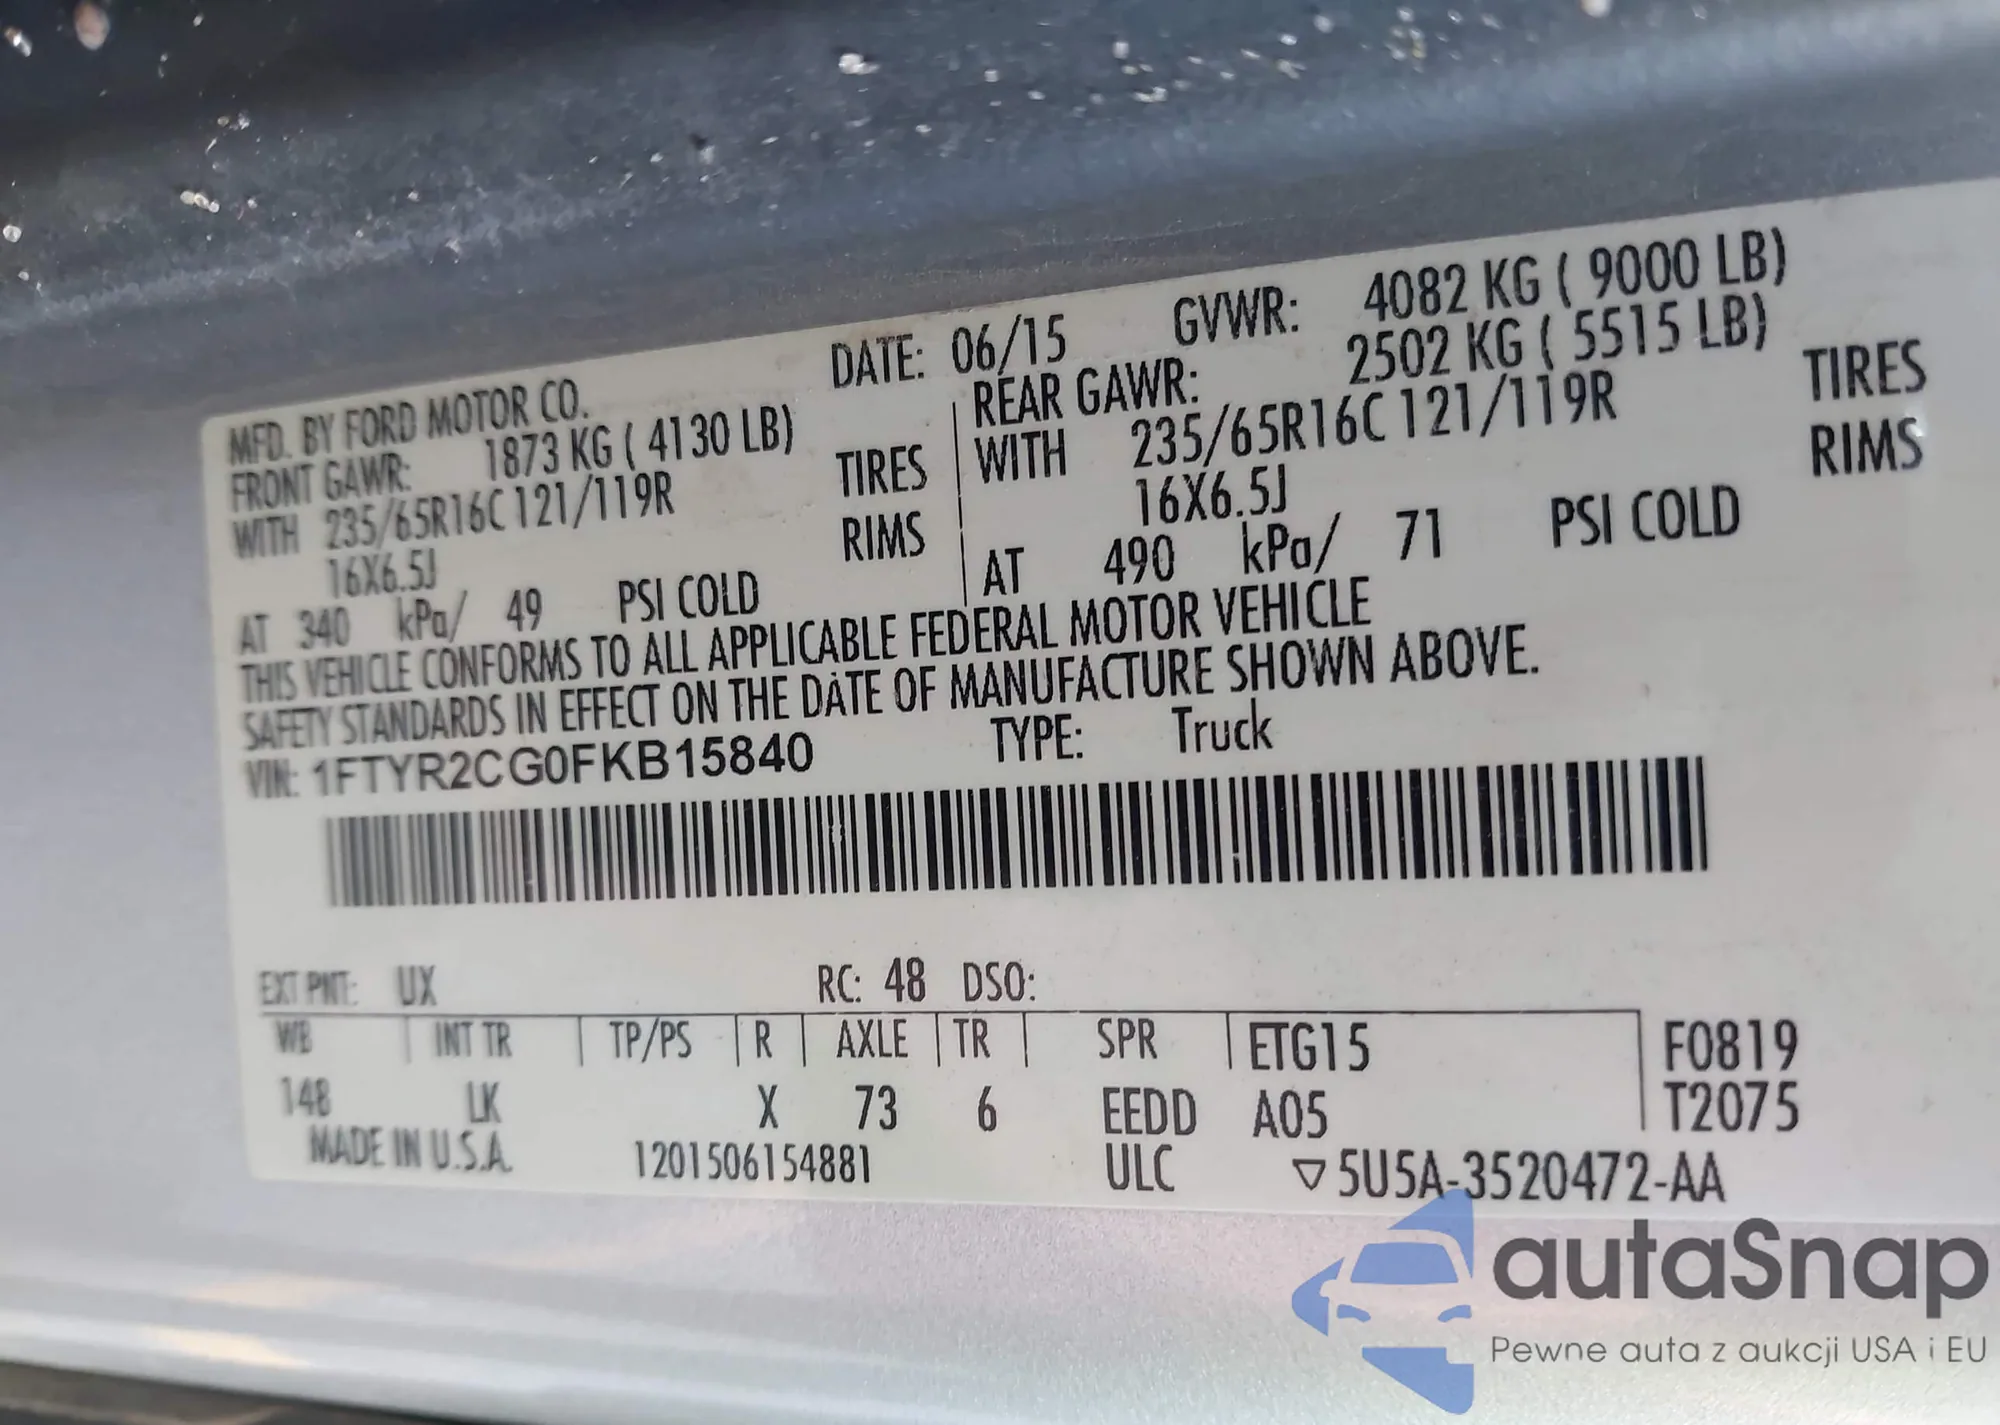 MFD. BY FORD MOTOR CO.
DATE: 06/15 GVWR: 4082 KG ( 9000 LB)
FRONT GAWR: 1873 KG ( 4130 LB)
REAR GAWR: 2502 KG ( 5515 LB)
WITH 235/65R16C 121/119R TIRES
WITH 235/65R16C 121/119R TIRES
16X6.5J RIMS
16X6.5J RIMS
AT 340 kPa/ 49 PSI COLD
AT 490 kPa/ 71 PSI COLD
THIS VEHICLE CONFORMS TO ALL APPLICABLE FEDERAL MOTOR VEHICLE
SAFETY STANDARDS IN EFFECT ON THE DATE OF MANUFACTURE SHOWN ABOVE.
VIN: 1FTYR2CG0FKB15840 TYPE: Truck
EXT PNT: UX RC: 48 DSO:
WB INT TR TP/PS R AXLE TR SPR ETG15 F0819
148 LK X 73 6 EEDD A05 T2075
MADE IN U.S.A. 1201506154881 ULC ▽5U5A-3520472-AA
autaSnap
Pewne auta z aukcji USA i EU